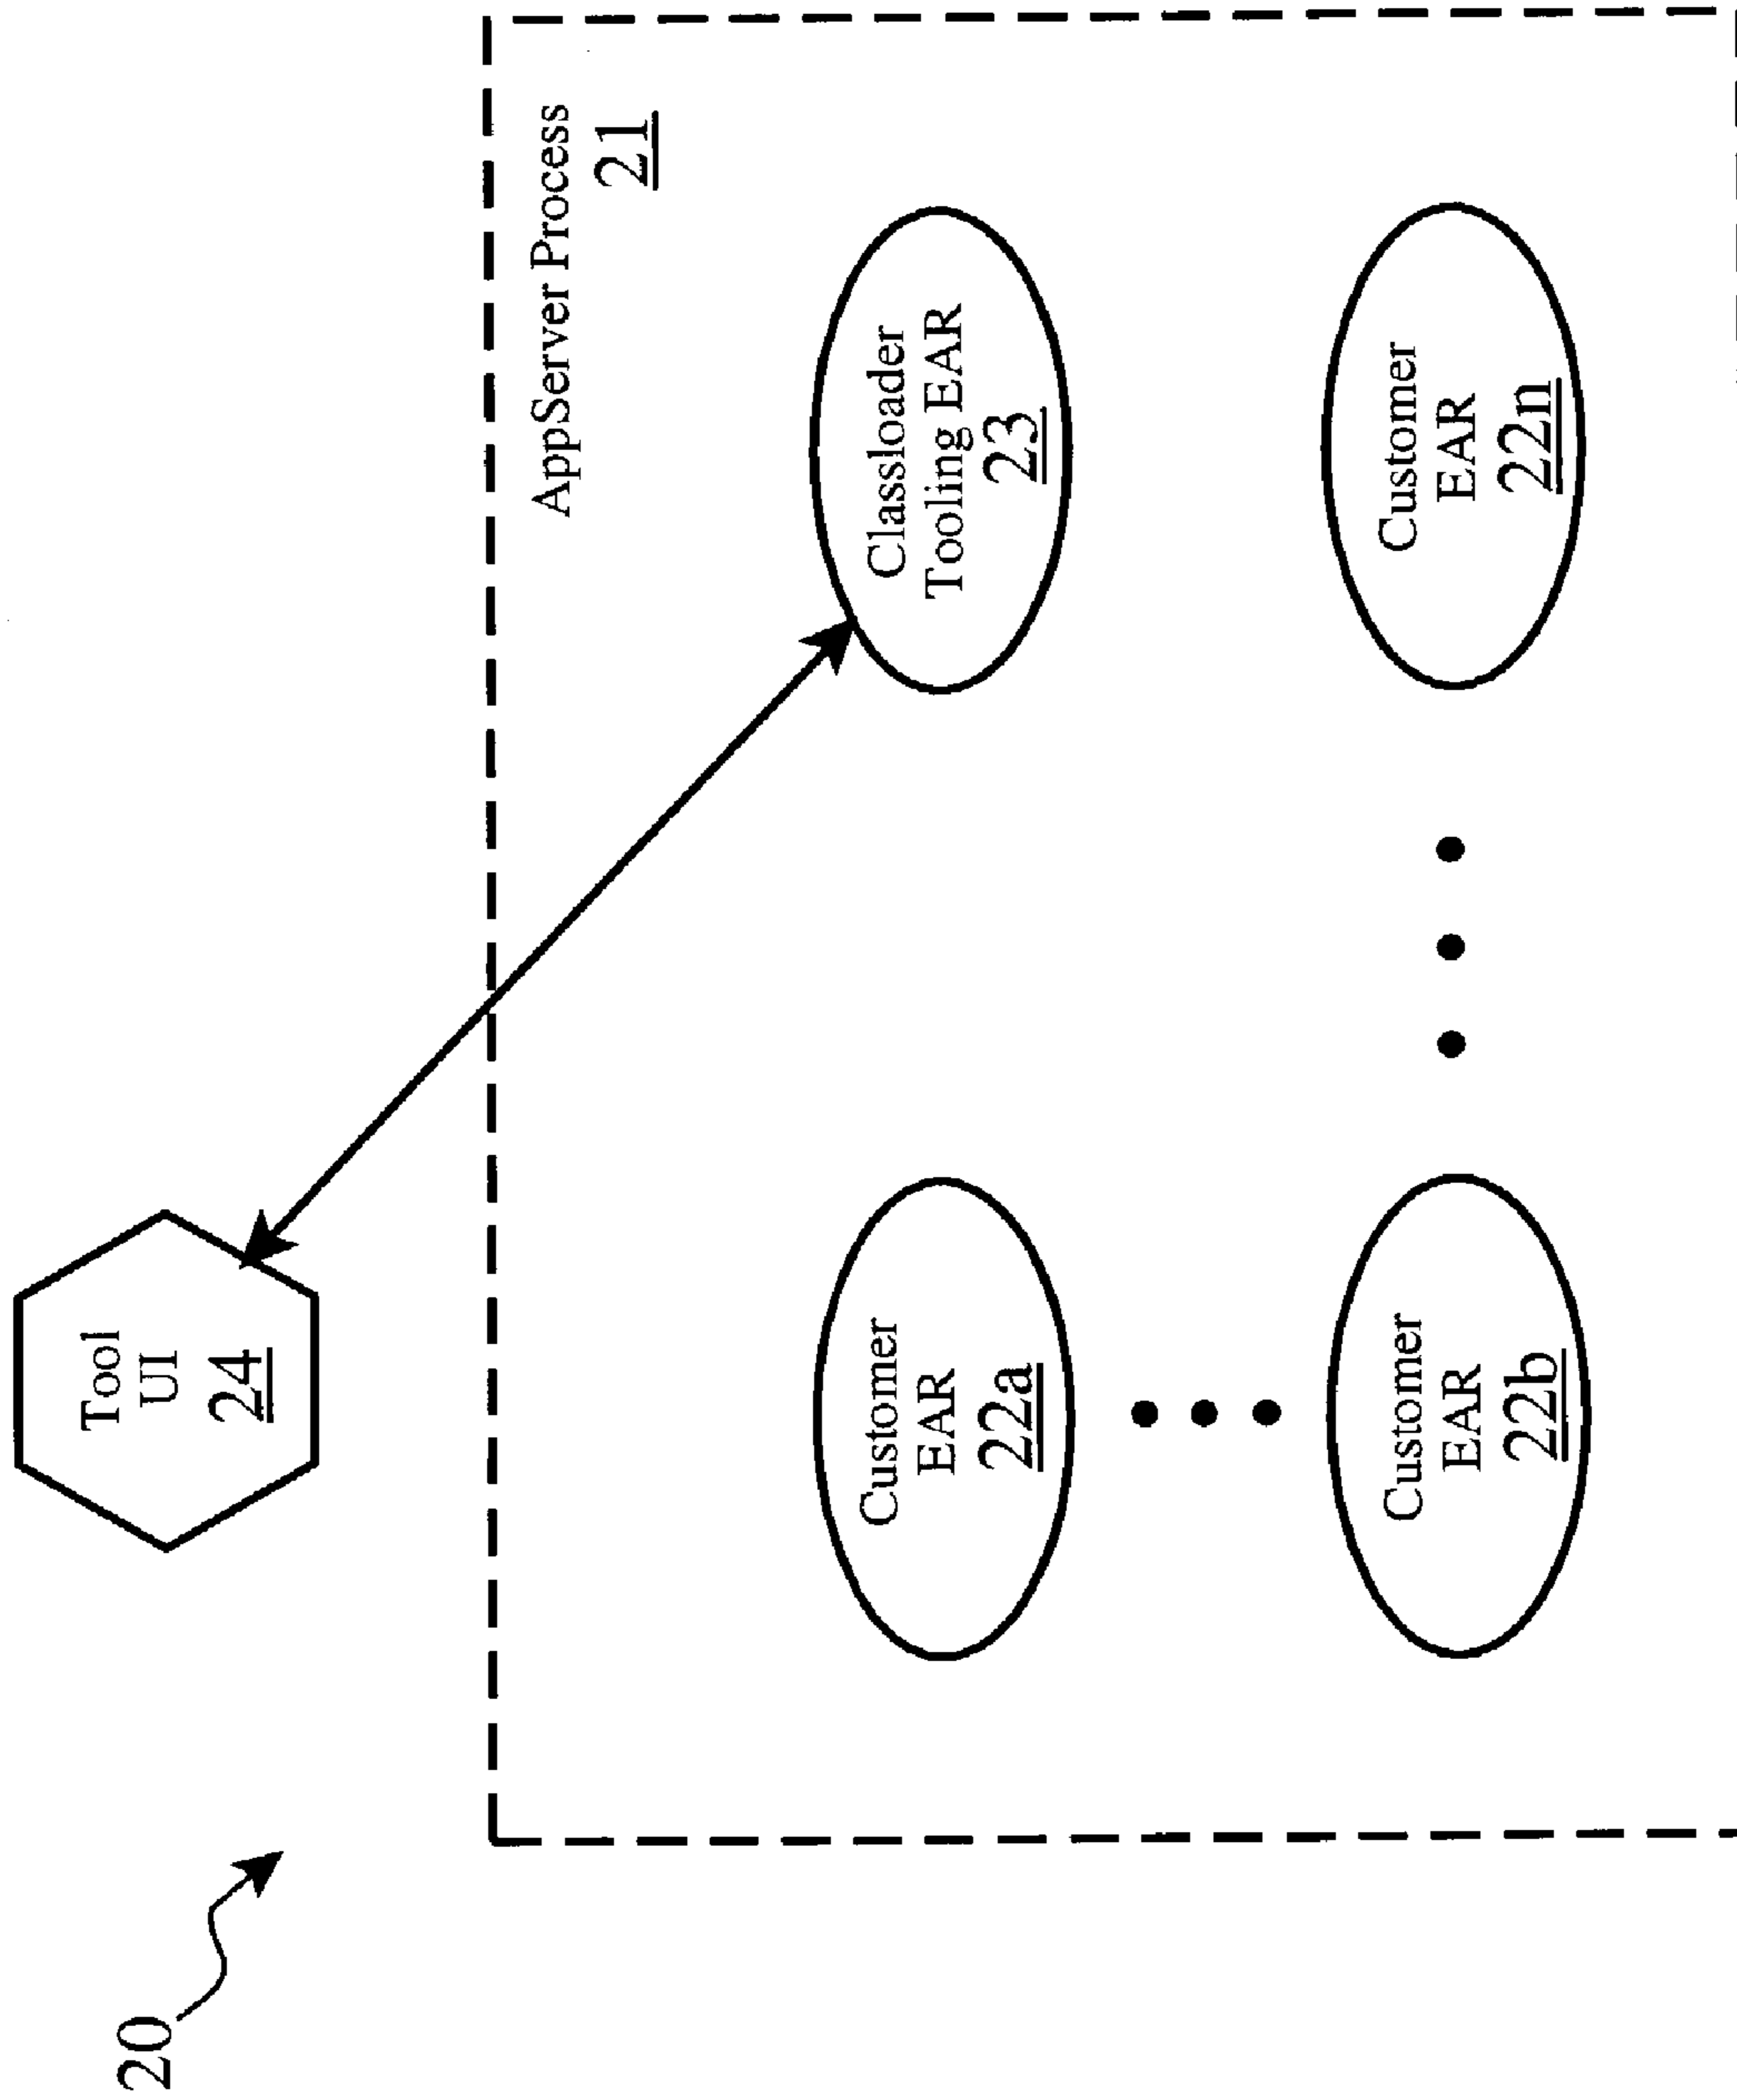 20
Tool
UI
24
AppServer Process
21
Customer
EAR
22a
Classloader
Tooling EAR
23
Customer
EAR
22b
Customer
EAR
22n